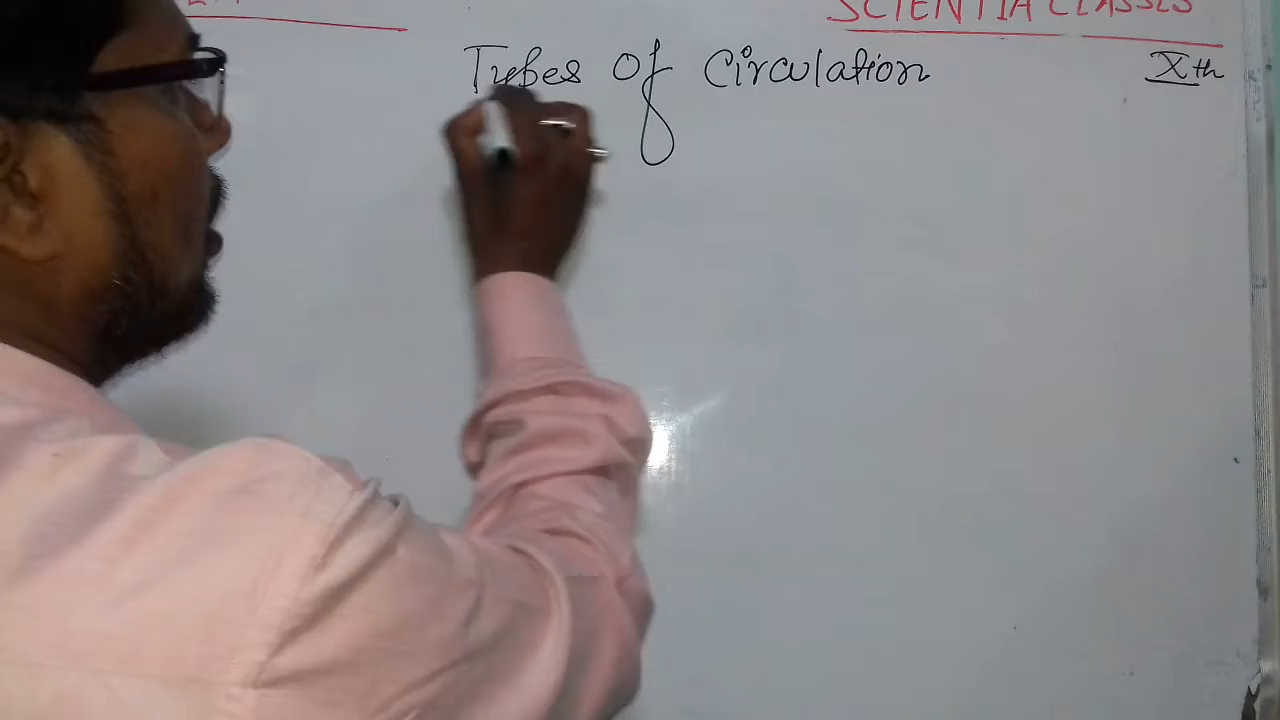 SCIENTIA CLASSES
Types Of Circulation
Xth